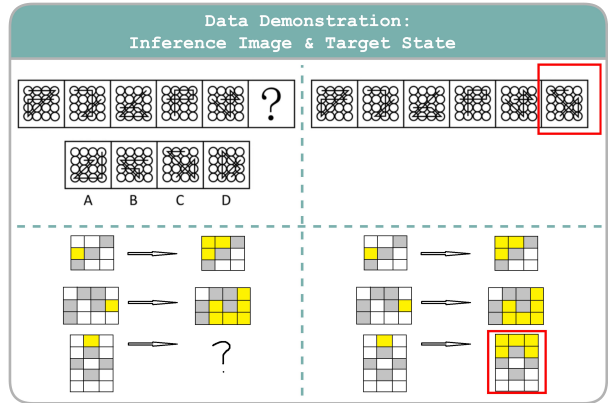 Data Demonstration:
Inference Image & Target State
?
A B C D
?